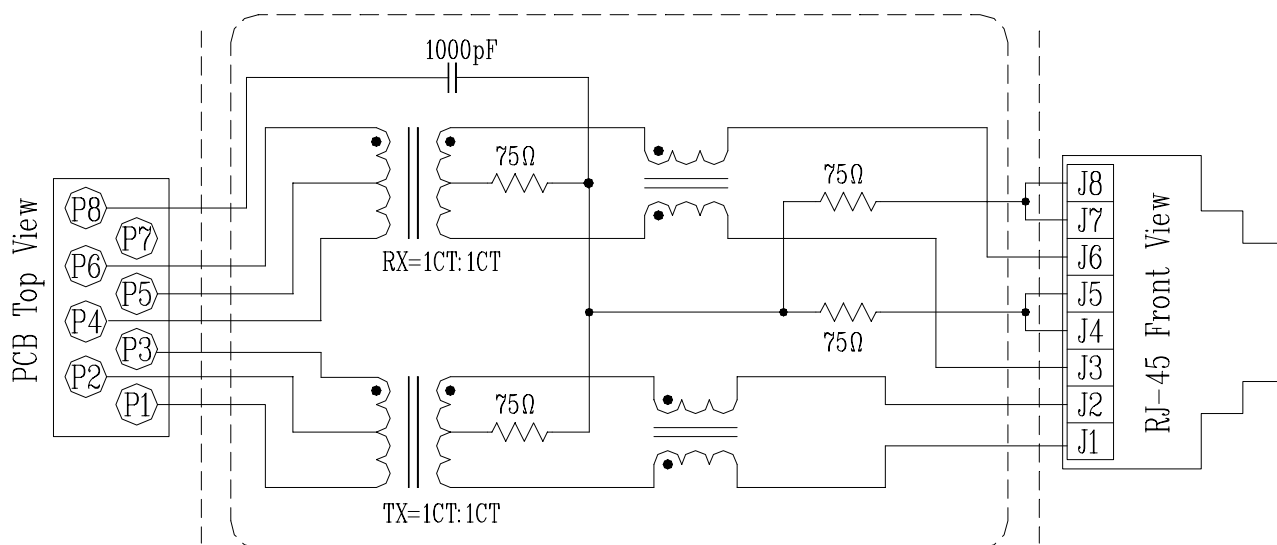 1000pF
75Ω
75Ω
RX=1CT:1CT
75Ω
75Ω
TX=1CT:1CT
PCB Top View
P8
P7
P6
P5
P4
P3
P2
P1
J8
J7
J6
J5
J4
J3
J2
J1
RJ-45 Front View